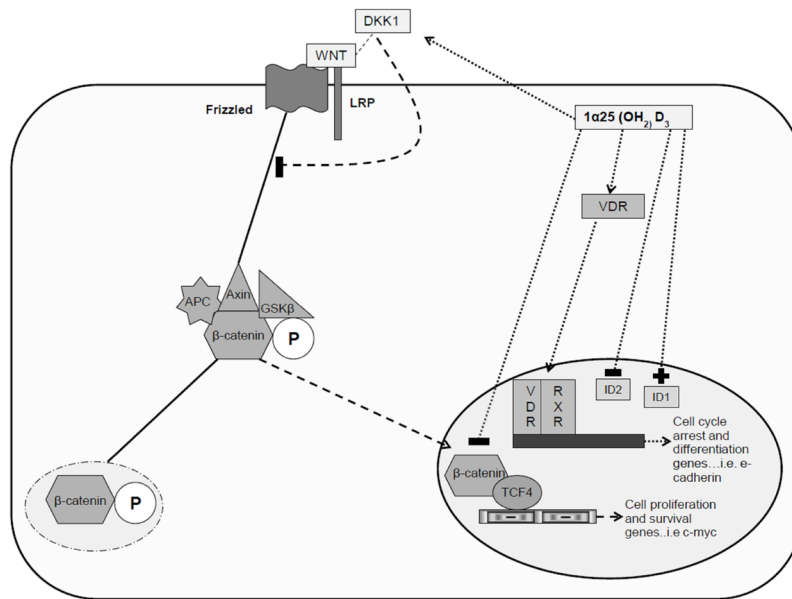 DKK1
WNT
Frizzled
LRP
1α25 (OH2) D3
VDR
APC
Axin
GSKβ
β-catenin
P
V
D
R
R
X
R
ID2
ID1
Cell cycle
arrest and
differentiation
genes...i.e. e-
cadherin
β-catenin
TCF4
Cell proliferation
and survival
genes..i.e c-myc
β-catenin
P